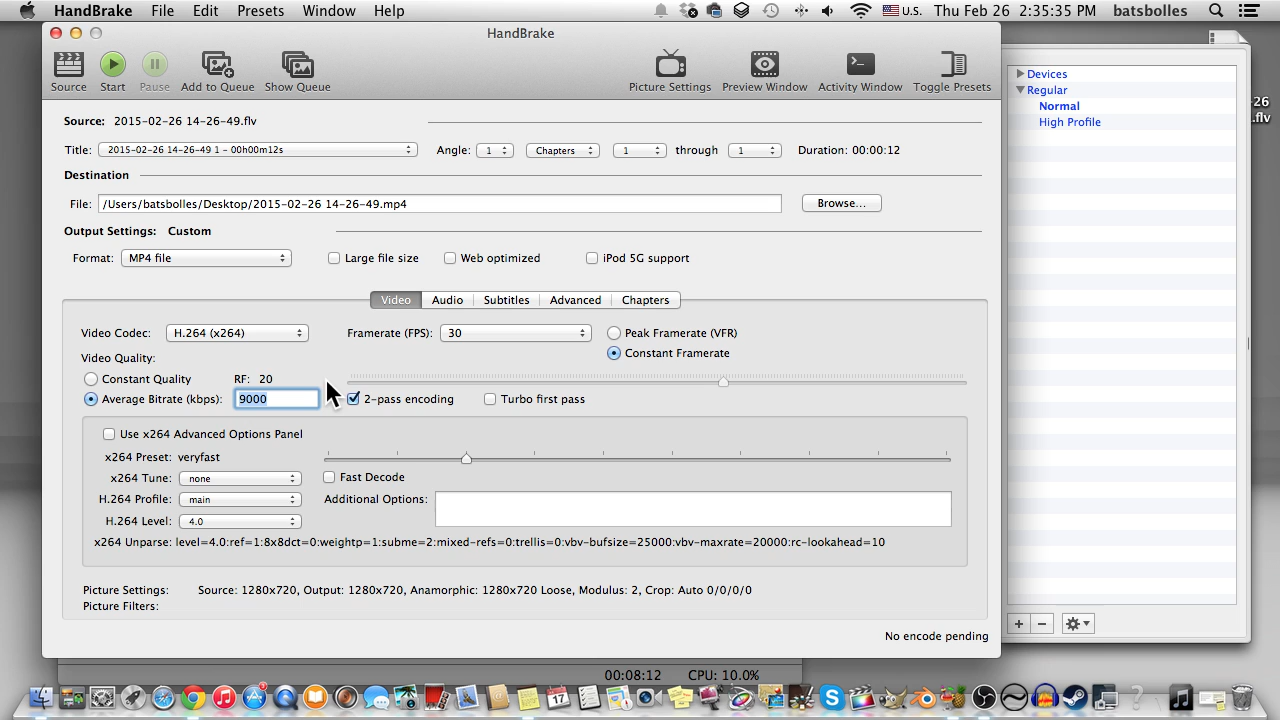 HandBrake File Edit Presets Window Help U.S. Thu Feb 26 2:35:35 PM batsbolles
HandBrake
Source Start Pause Add to Queue Show Queue Picture Settings Preview Window Activity Window Toggle Presets
Source: 2015-02-26 14-26-49.flv
Title: 2015-02-26 14-26-49 1 - 00h00m12s Angle: 1 Chapters 1 through 1 Duration: 00:00:12
Destination
File: /Users/batsbolles/Desktop/2015-02-26 14-26-49.mp4 Browse...
Output Settings: Custom
Format: MP4 file Large file size Web optimized iPod 5G support
Video Audio Subtitles Advanced Chapters
Video Codec: H.264 (x264) Framerate (FPS): 30 Peak Framerate (VFR)
Constant Framerate
Video Quality:
Constant Quality RF: 20
Average Bitrate (kbps): 9000 2-pass encoding Turbo first pass
Use x264 Advanced Options Panel
x264 Preset: veryfast
x264 Tune: none Fast Decode
H.264 Profile: main Additional Options:
H.264 Level: 4.0
x264 Unparse: level=4.0:ref=1:8x8dct=0:weightp=1:subme=2:mixed-refs=0:trellis=0:vbv-bufsize=25000:vbv-maxrate=20000:rc-lookahead=10
Picture Settings: Source: 1280x720, Output: 1280x720, Anamorphic: 1280x720 Loose, Modulus: 2, Crop: Auto 0/0/0/0
Picture Filters:
No encode pending
Devices
Regular
Normal
High Profile
-26
.flv
00:08:12 CPU: 10.0%